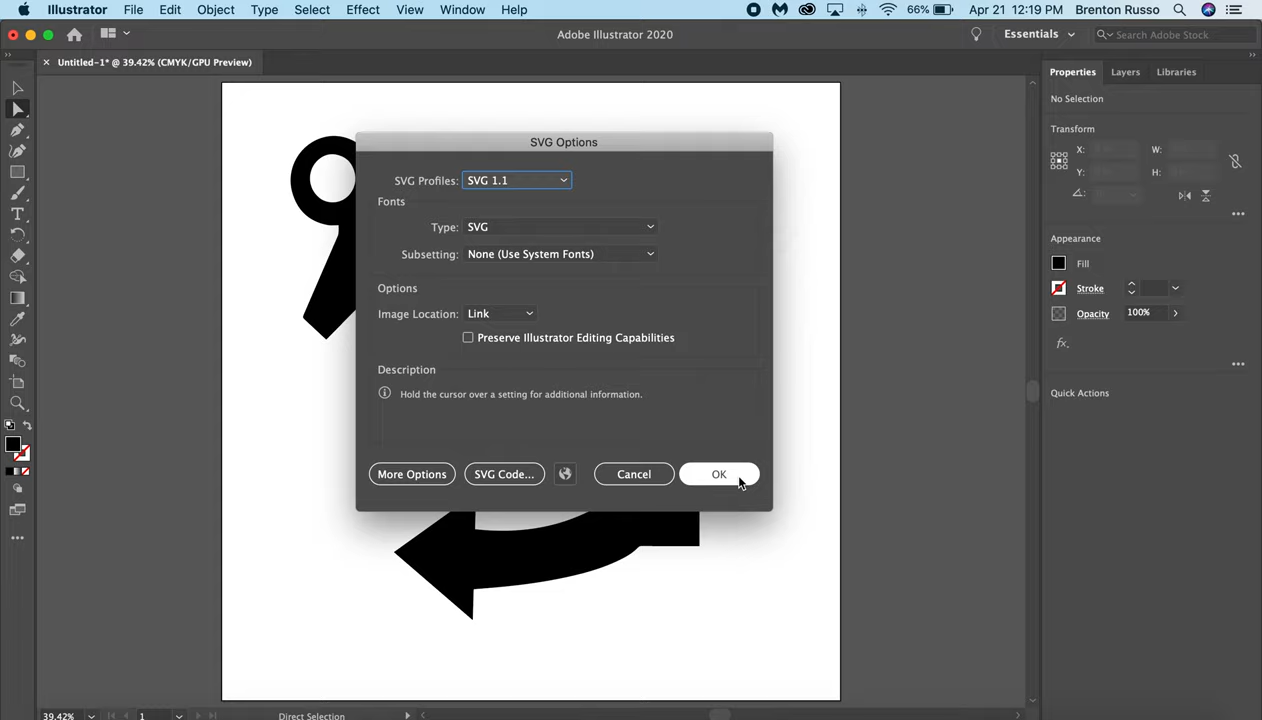 Illustrator File Edit Object Type Select Effect View Window Help 66% Apr 21 12:19 PM Brenton Russo
Adobe Illustrator 2020 Essentials Search Adobe Stock
Untitled-1* @ 39.42% (CMYK/GPU Preview)
Properties Layers Libraries
No Selection
Transform
X: W:
Y: H:
Appearance
Fill
Stroke
Opacity 100%
fx.
Quick Actions
SVG Options
SVG Profiles: SVG 1.1
Fonts
Type: SVG
Subsetting: None (Use System Fonts)
Options
Image Location: Link
Preserve Illustrator Editing Capabilities
Description
Hold the cursor over a setting for additional information.
More Options SVG Code... Cancel OK
39.42% 1 Direct Selection